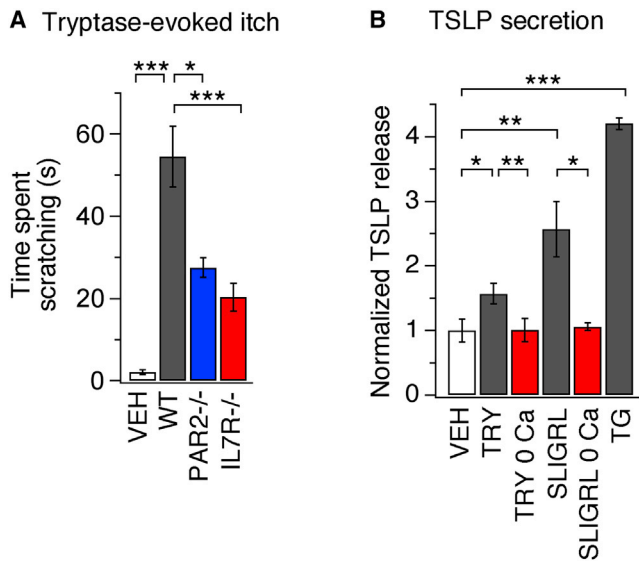 A Tryptase-evoked itch
*** *
***
Time spent
scratching (s)
60
40
20
0
VEH
WT
PAR2-/-
IL7R-/-
B TSLP secretion
***
**
* ** *
Normalized TSLP release
4
3
2
1
0
VEH
TRY
TRY 0 Ca
SLIGRL
SLIGRL 0 Ca
TG